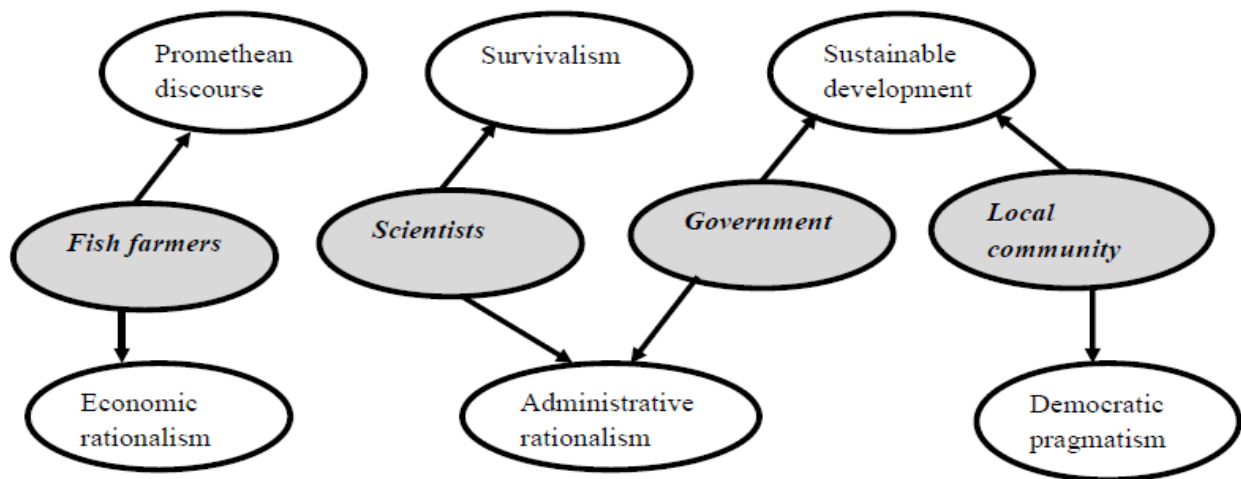 Promethean
discourse
Survivalism
Sustainable
development
Fish farmers
Scientists
Government
Local
community
Economic
rationalism
Administrative
rationalism
Democratic
pragmatism